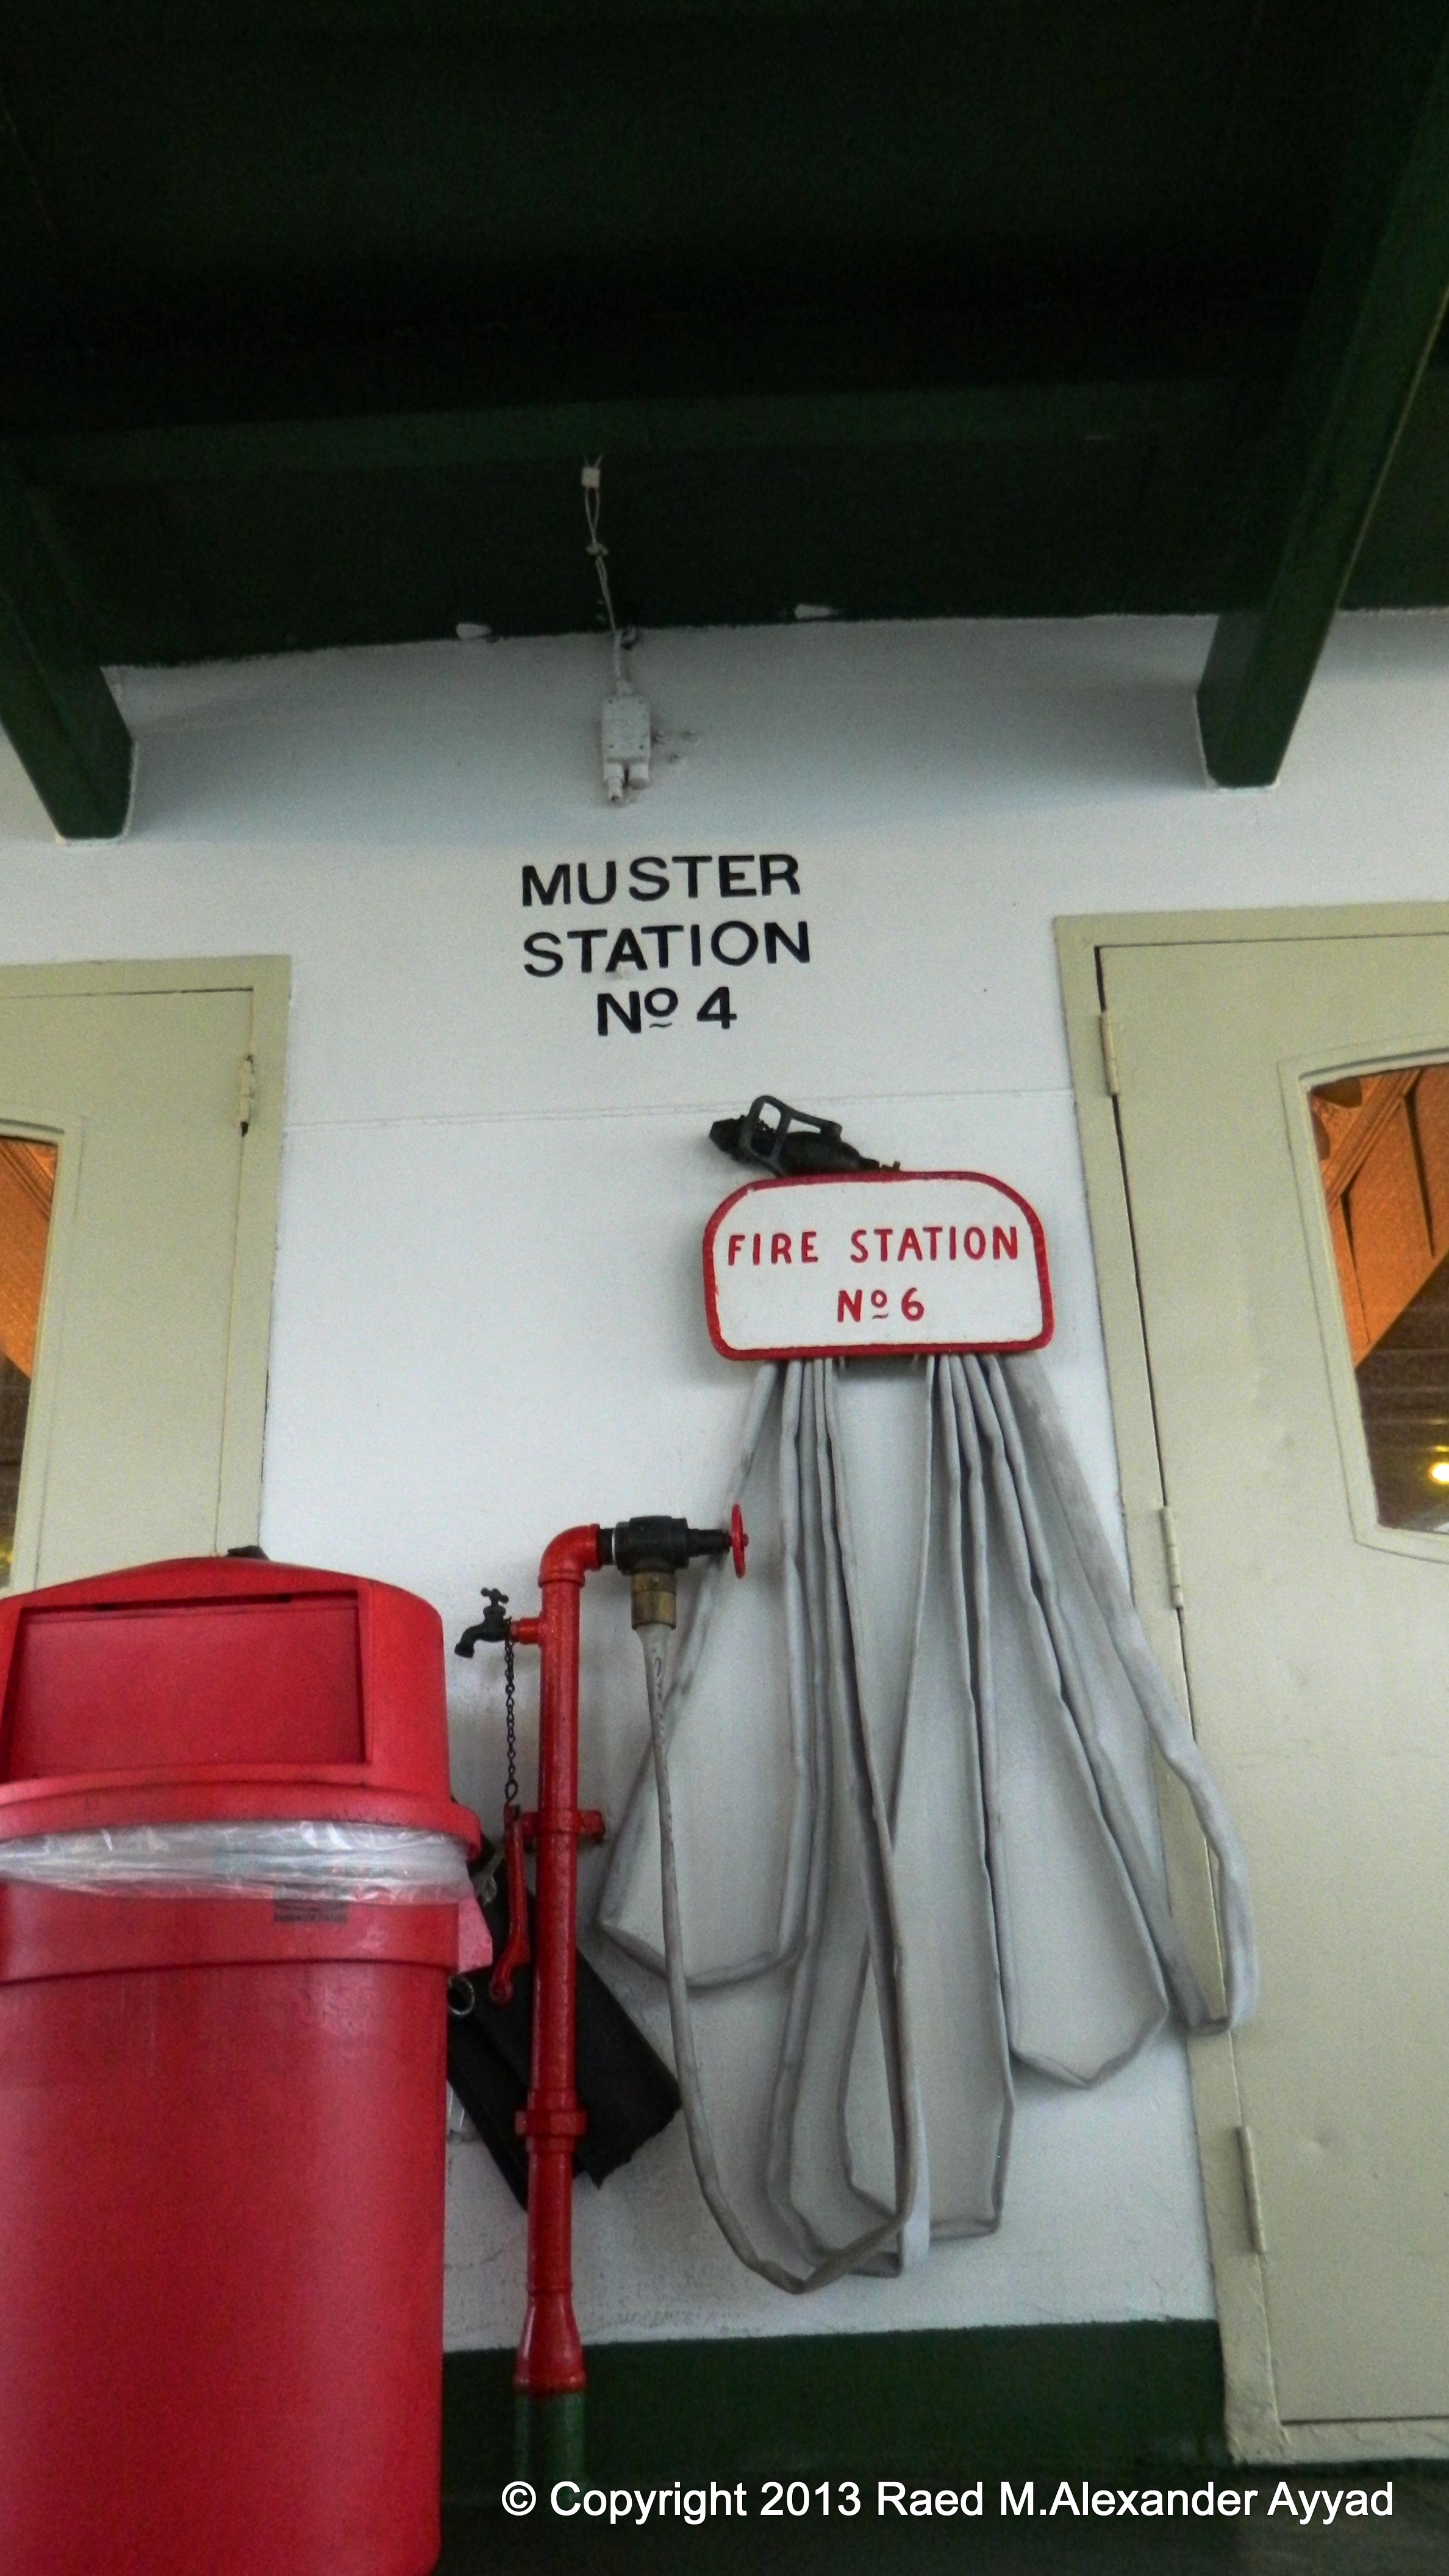 MUSTER
STATION
Nº 4
FIRE STATION
Nº 6
© Copyright 2013 Raed M.Alexander Ayyad